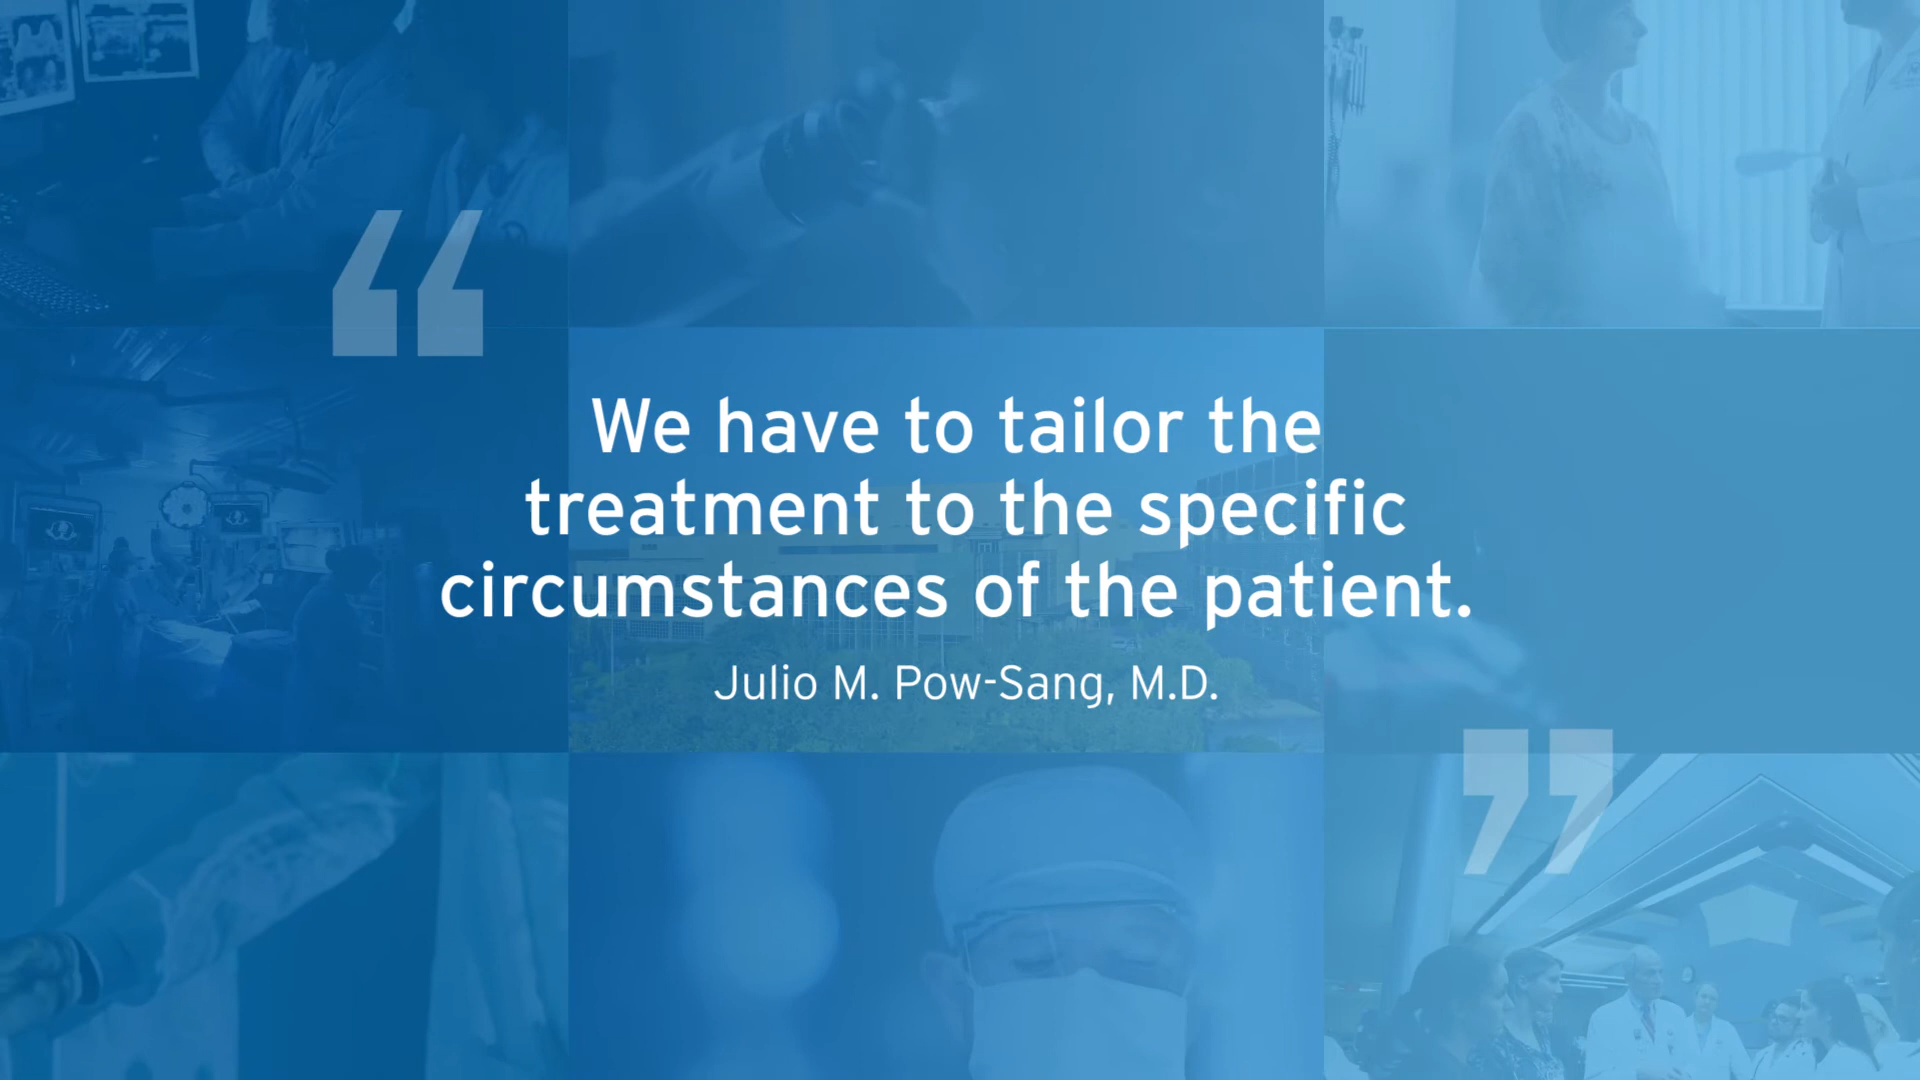 “
We have to tailor the
treatment to the specific
circumstances of the patient.
Julio M. Pow-Sang, M.D.
”